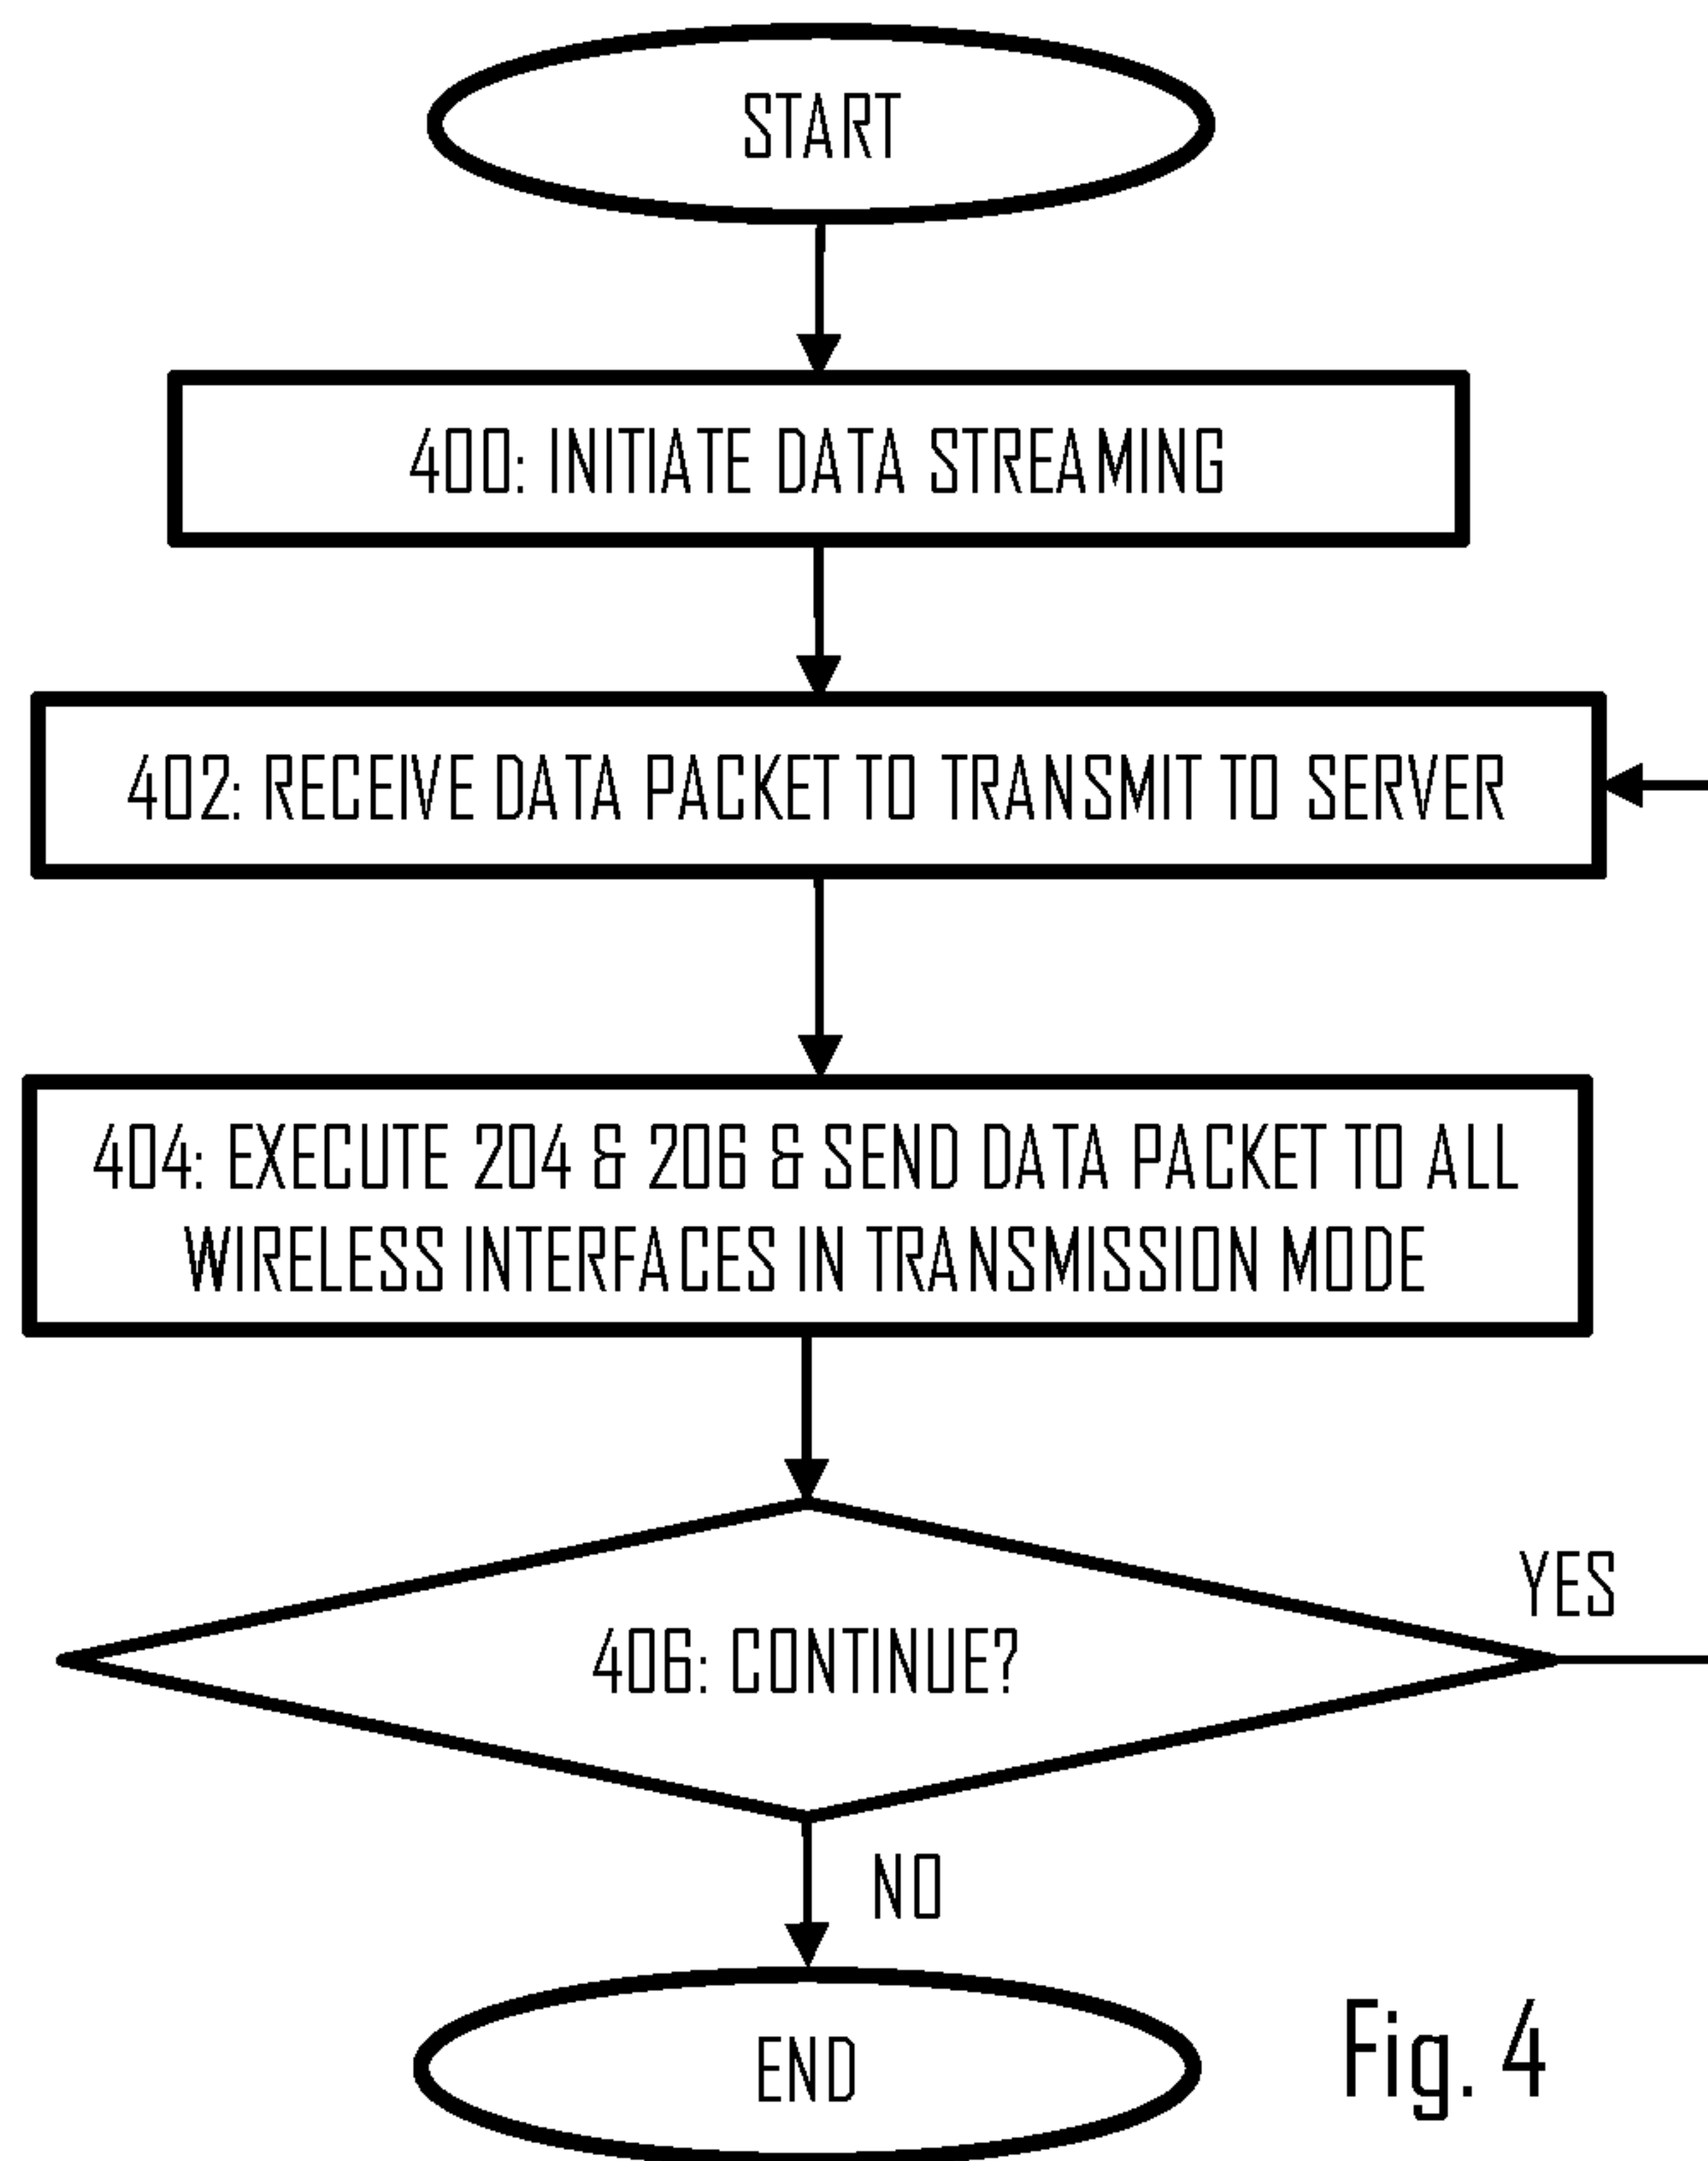 START
400: INITIATE DATA STREAMING
402: RECEIVE DATA PACKET TO TRANSMIT TO SERVER
404: EXECUTE 204 & 206 & SEND DATA PACKET TO ALL
WIRELESS INTERFACES IN TRANSMISSION MODE
YES
406: CONTINUE?
NO
END
Fig. 4